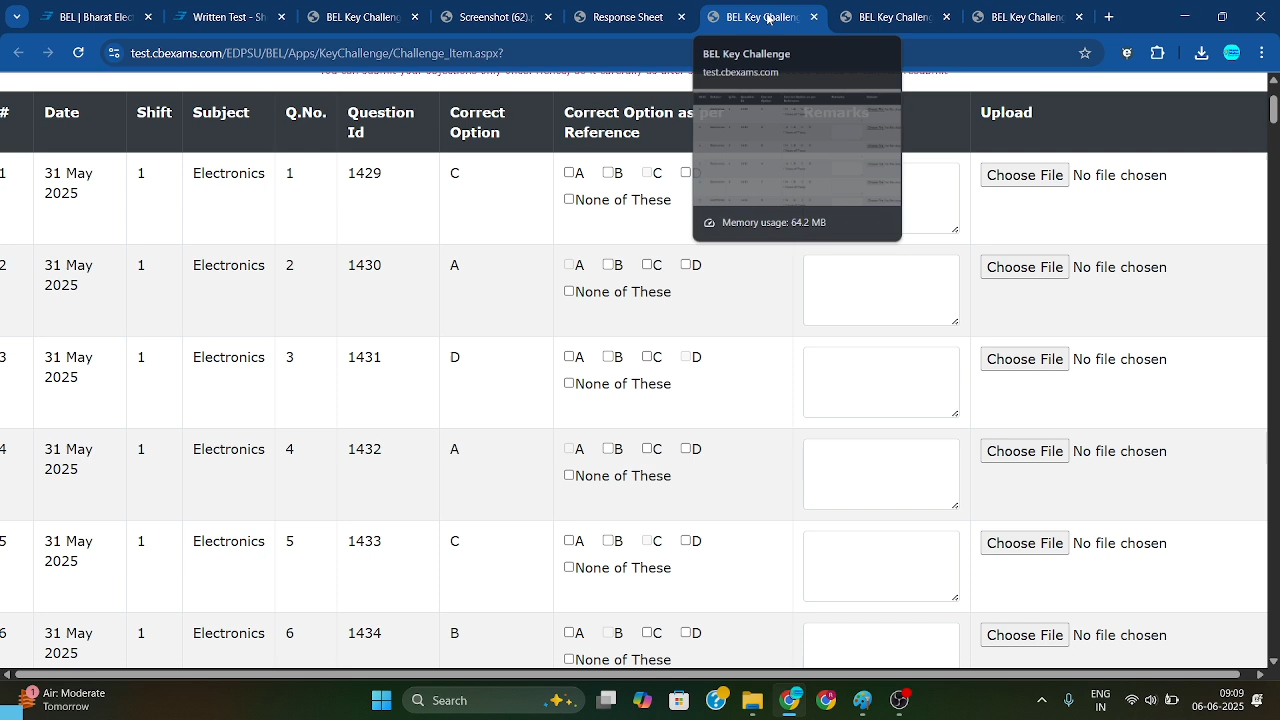 BEL | Bharat Elect
Written Test - Sh
BEL Key Challeng
Screenshot (62).
Response Sheet
BEL Key Challeng
BEL Key Challeng
BEL Key Challeng
test.cbexams.com/EDPSU/BEL/Apps/KeyChallenge/Challenge_Item.aspx?
BEL Key Challenge
test.cbexams.com
Memory usage: 64.2 MB
# Date Shift Subject Q.No. Question Id Correct Option Correct Option as per Reference Remarks Upload
1 31 May 2025 1 Electronics 1 1429 C A B C D None of These Choose File No file chosen
2 31 May 2025 1 Electronics 2 1430 A A B C D None of These Choose File No file chosen
3 31 May 2025 1 Electronics 3 1431 D A B C D None of These Choose File No file chosen
4 31 May 2025 1 Electronics 4 1432 A A B C D None of These Choose File No file chosen
5 31 May 2025 1 Electronics 5 1433 C A B C D None of These Choose File No file chosen
6 31 May 2025 1 Electronics 6 1434 B A B C D None of These Choose File No file chosen
1
Air: Moderate
Tomorrow
Search
ENG
IN
09:09
06-06-2025